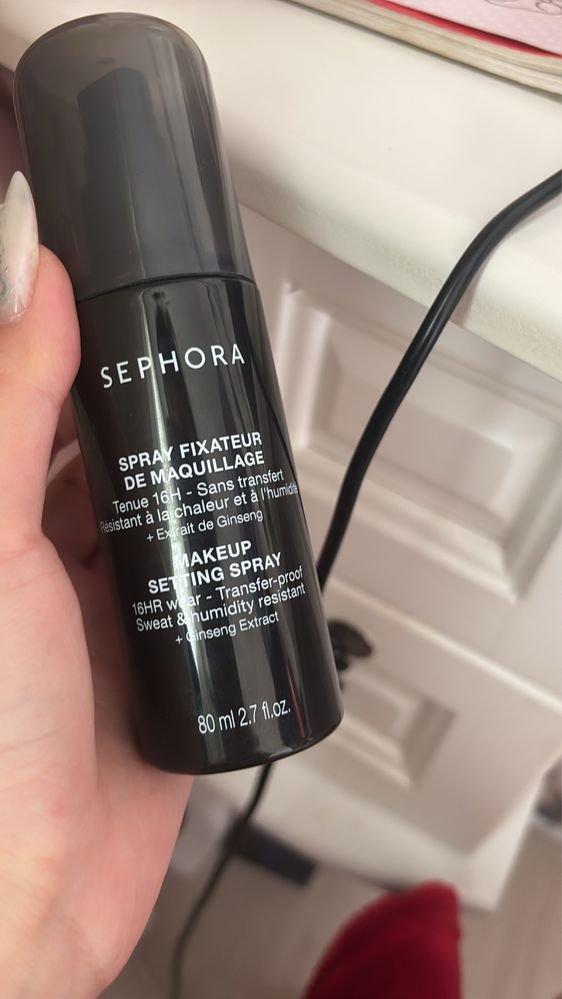 SEPHORA
SPRAY FIXATEUR
DE MAQUILLAGE
Tenue 16H - Sans transfert
Résistant à la chaleur et à l'humidité
+ Extrait de Ginseng
MAKEUP
SETTING SPRAY
16HR wear - Transfer-proof
Sweat & humidity resistant
+ Ginseng Extract
80 ml 2.7 fl.oz.